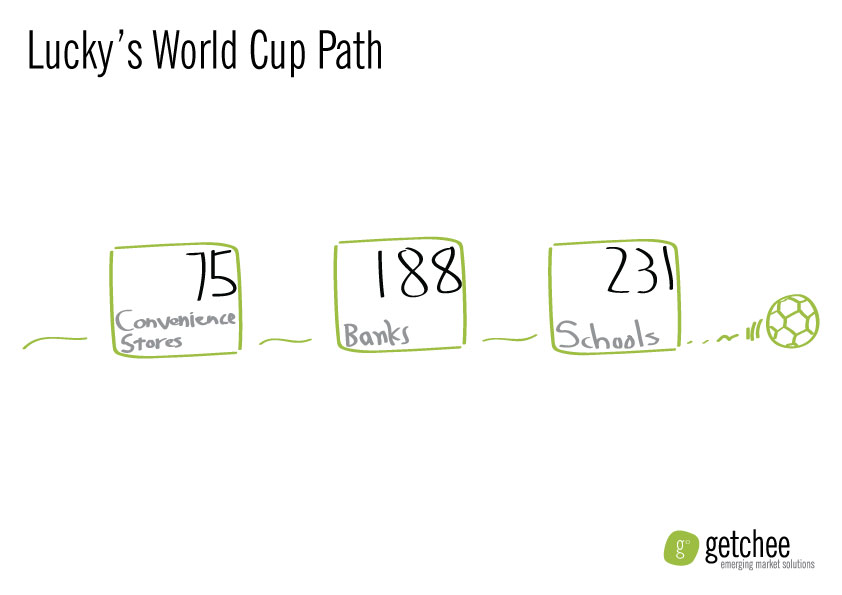 Lucky's World Cup Path
75
Convenience
Stores
188
Banks
231
Schools
g
getchee
emerging market solutions